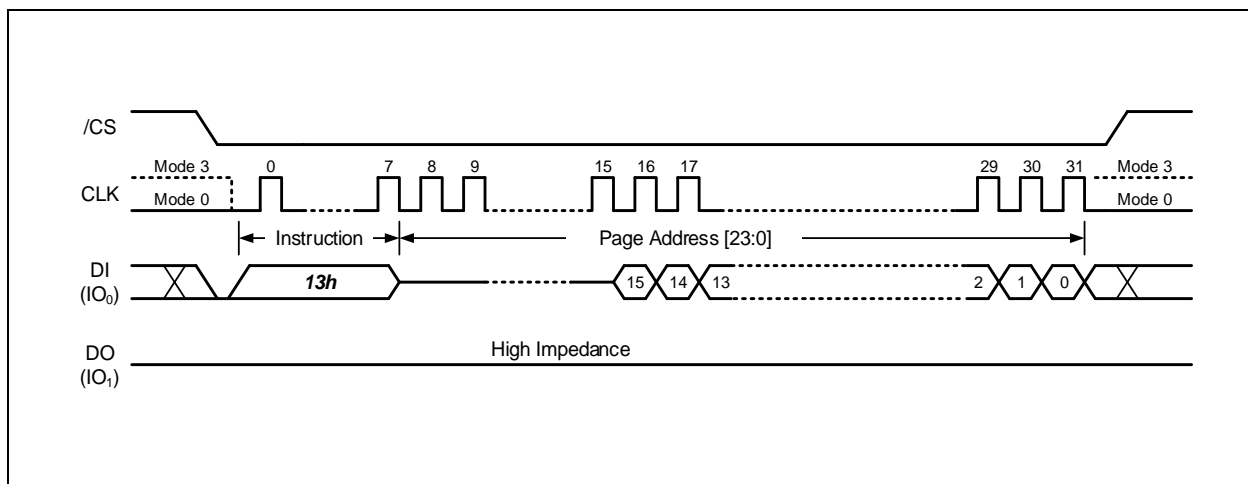 /CS
Mode 3 0 7 8 9 15 16 17 29 30 31 Mode 3
CLK
Mode 0 Mode 0
Instruction Page Address [23:0]
DI
(IO₀)
13h 15 14 13 2 1 0
High Impedance
DO
(IO₁)